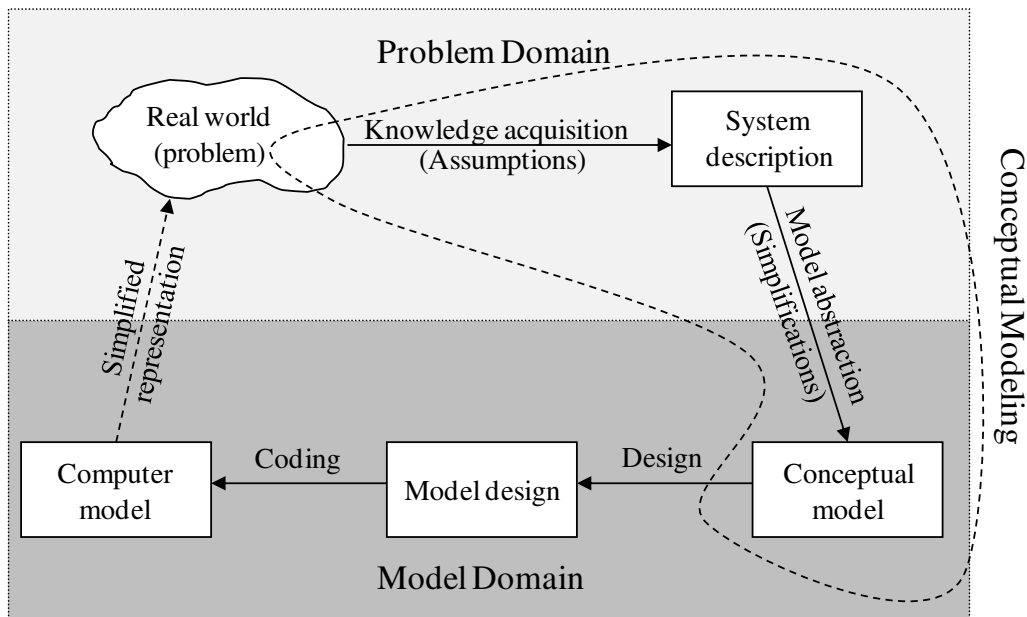 Problem Domain
Real world
(problem)
Knowledge acquisition
(Assumptions)
System
description
Model abstraction
(Simplifications)
Conceptual Modeling
Simplified
representation
Computer
model
Coding
Model design
Design
Conceptual
model
Model Domain